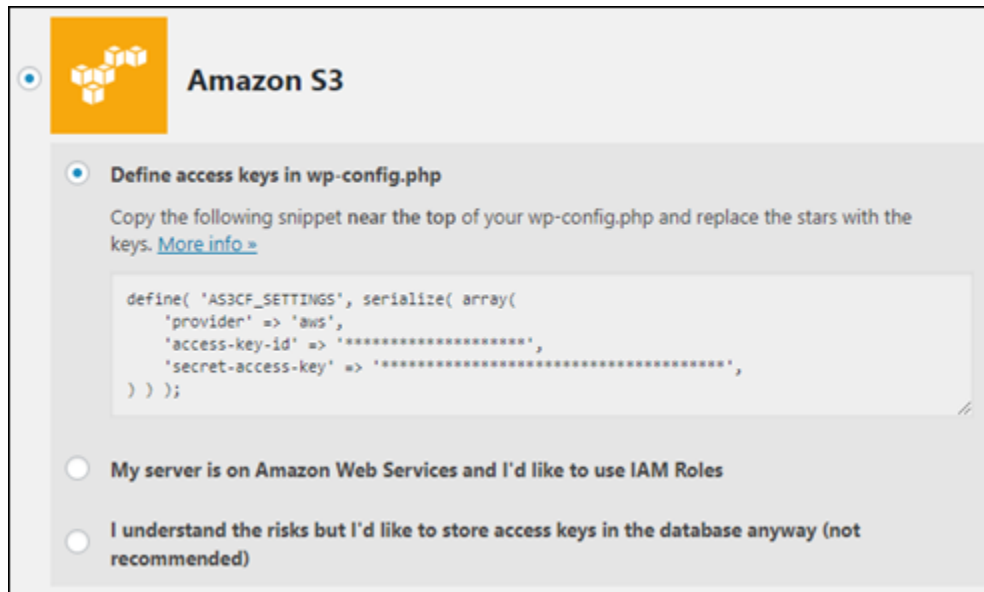 Amazon S3
Define access keys in wp-config.php
Copy the following snippet near the top of your wp-config.php and replace the stars with the
keys. More info »
define( 'AS3CF_SETTINGS', serialize( array(
    'provider' => 'aws',
    'access-key-id' => '********************',
    'secret-access-key' => '**************************************',
) ) );
My server is on Amazon Web Services and I'd like to use IAM Roles
I understand the risks but I'd like to store access keys in the database anyway (not
recommended)